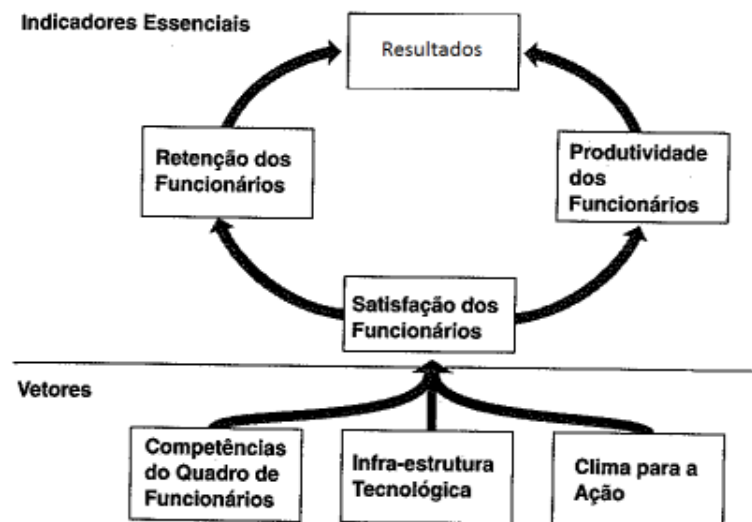 Indicadores Essenciais
Resultados
Retenção dos
Funcionários
Produtividade
dos
Funcionários
Satisfação dos
Funcionários
Vetores
Competências
do Quadro de
Funcionários
Infra-estrutura
Tecnológica
Clima para a
Ação